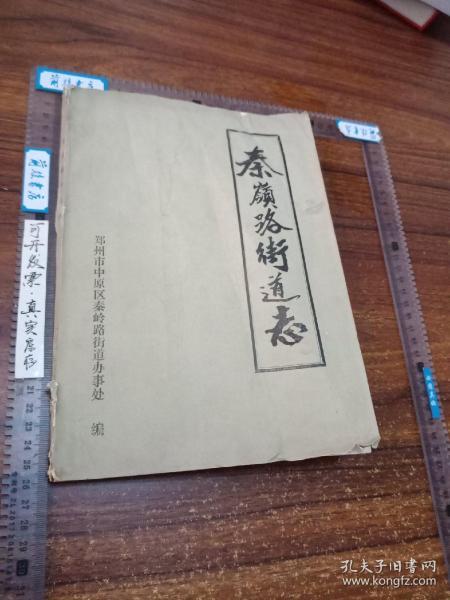 秦嶺路街道志
郑州市中原区秦岭路街道办事处 编
可开发票·真实库存
孔夫子旧书网
www.kongfz.com